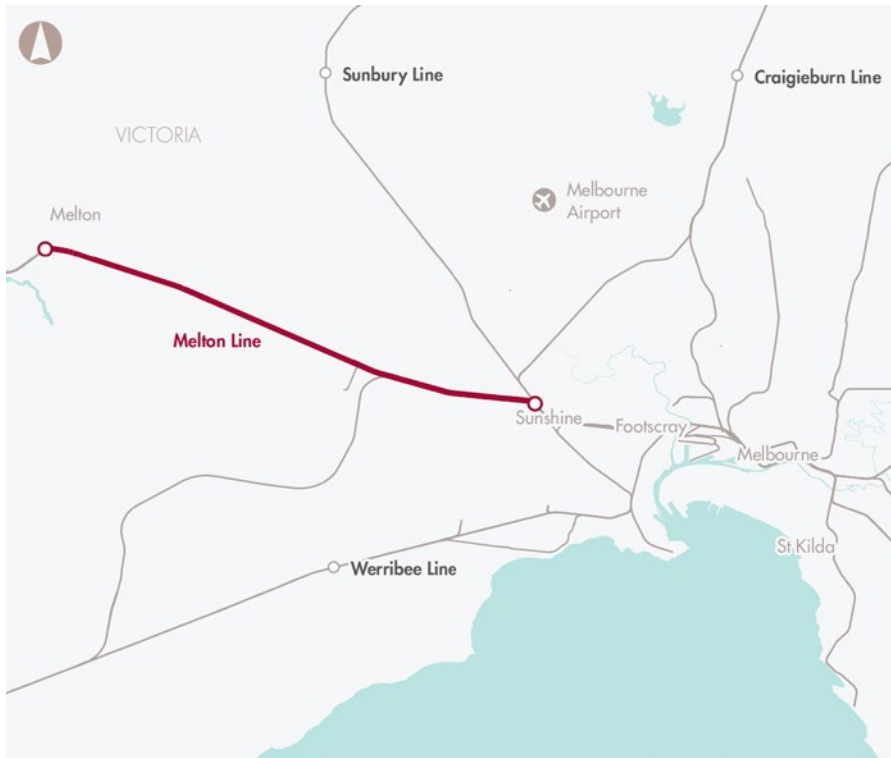 Sunbury Line
Craigieburn Line
VICTORIA
Melbourne
Airport
Melton
Melton Line
Sunshine
Footscray
Melbourne
St Kilda
Werribee Line